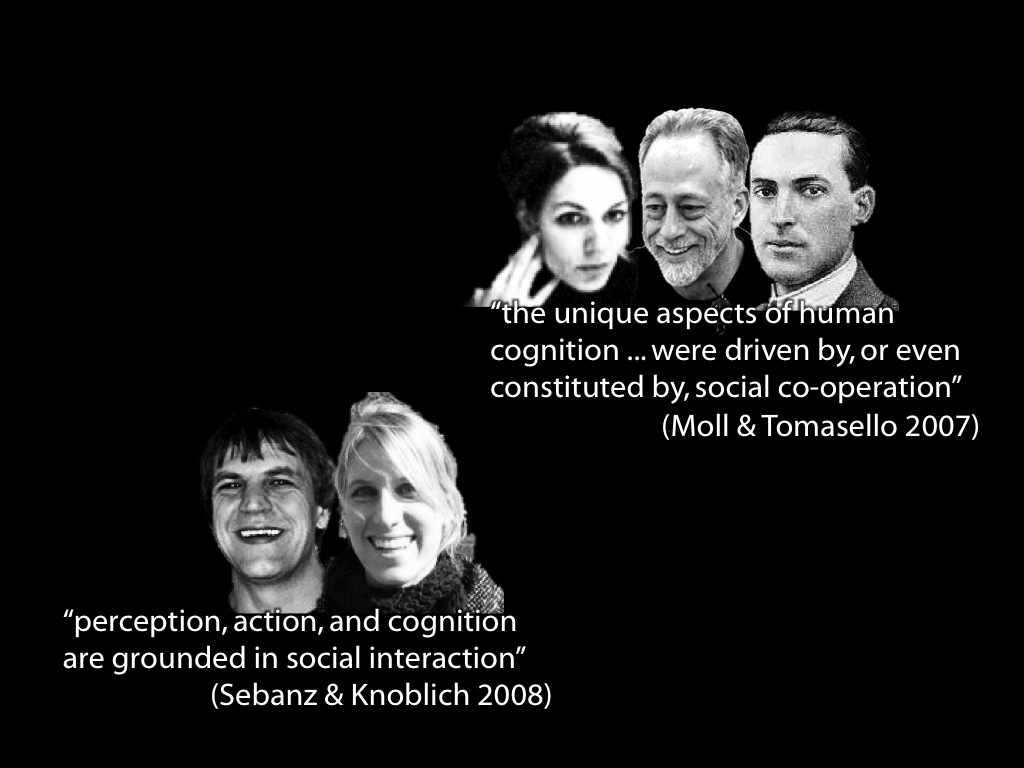 “the unique aspects of human
cognition ... were driven by, or even
constituted by, social co-operation”
(Moll & Tomasello 2007)
“perception, action, and cognition
are grounded in social interaction”
(Sebanz & Knoblich 2008)